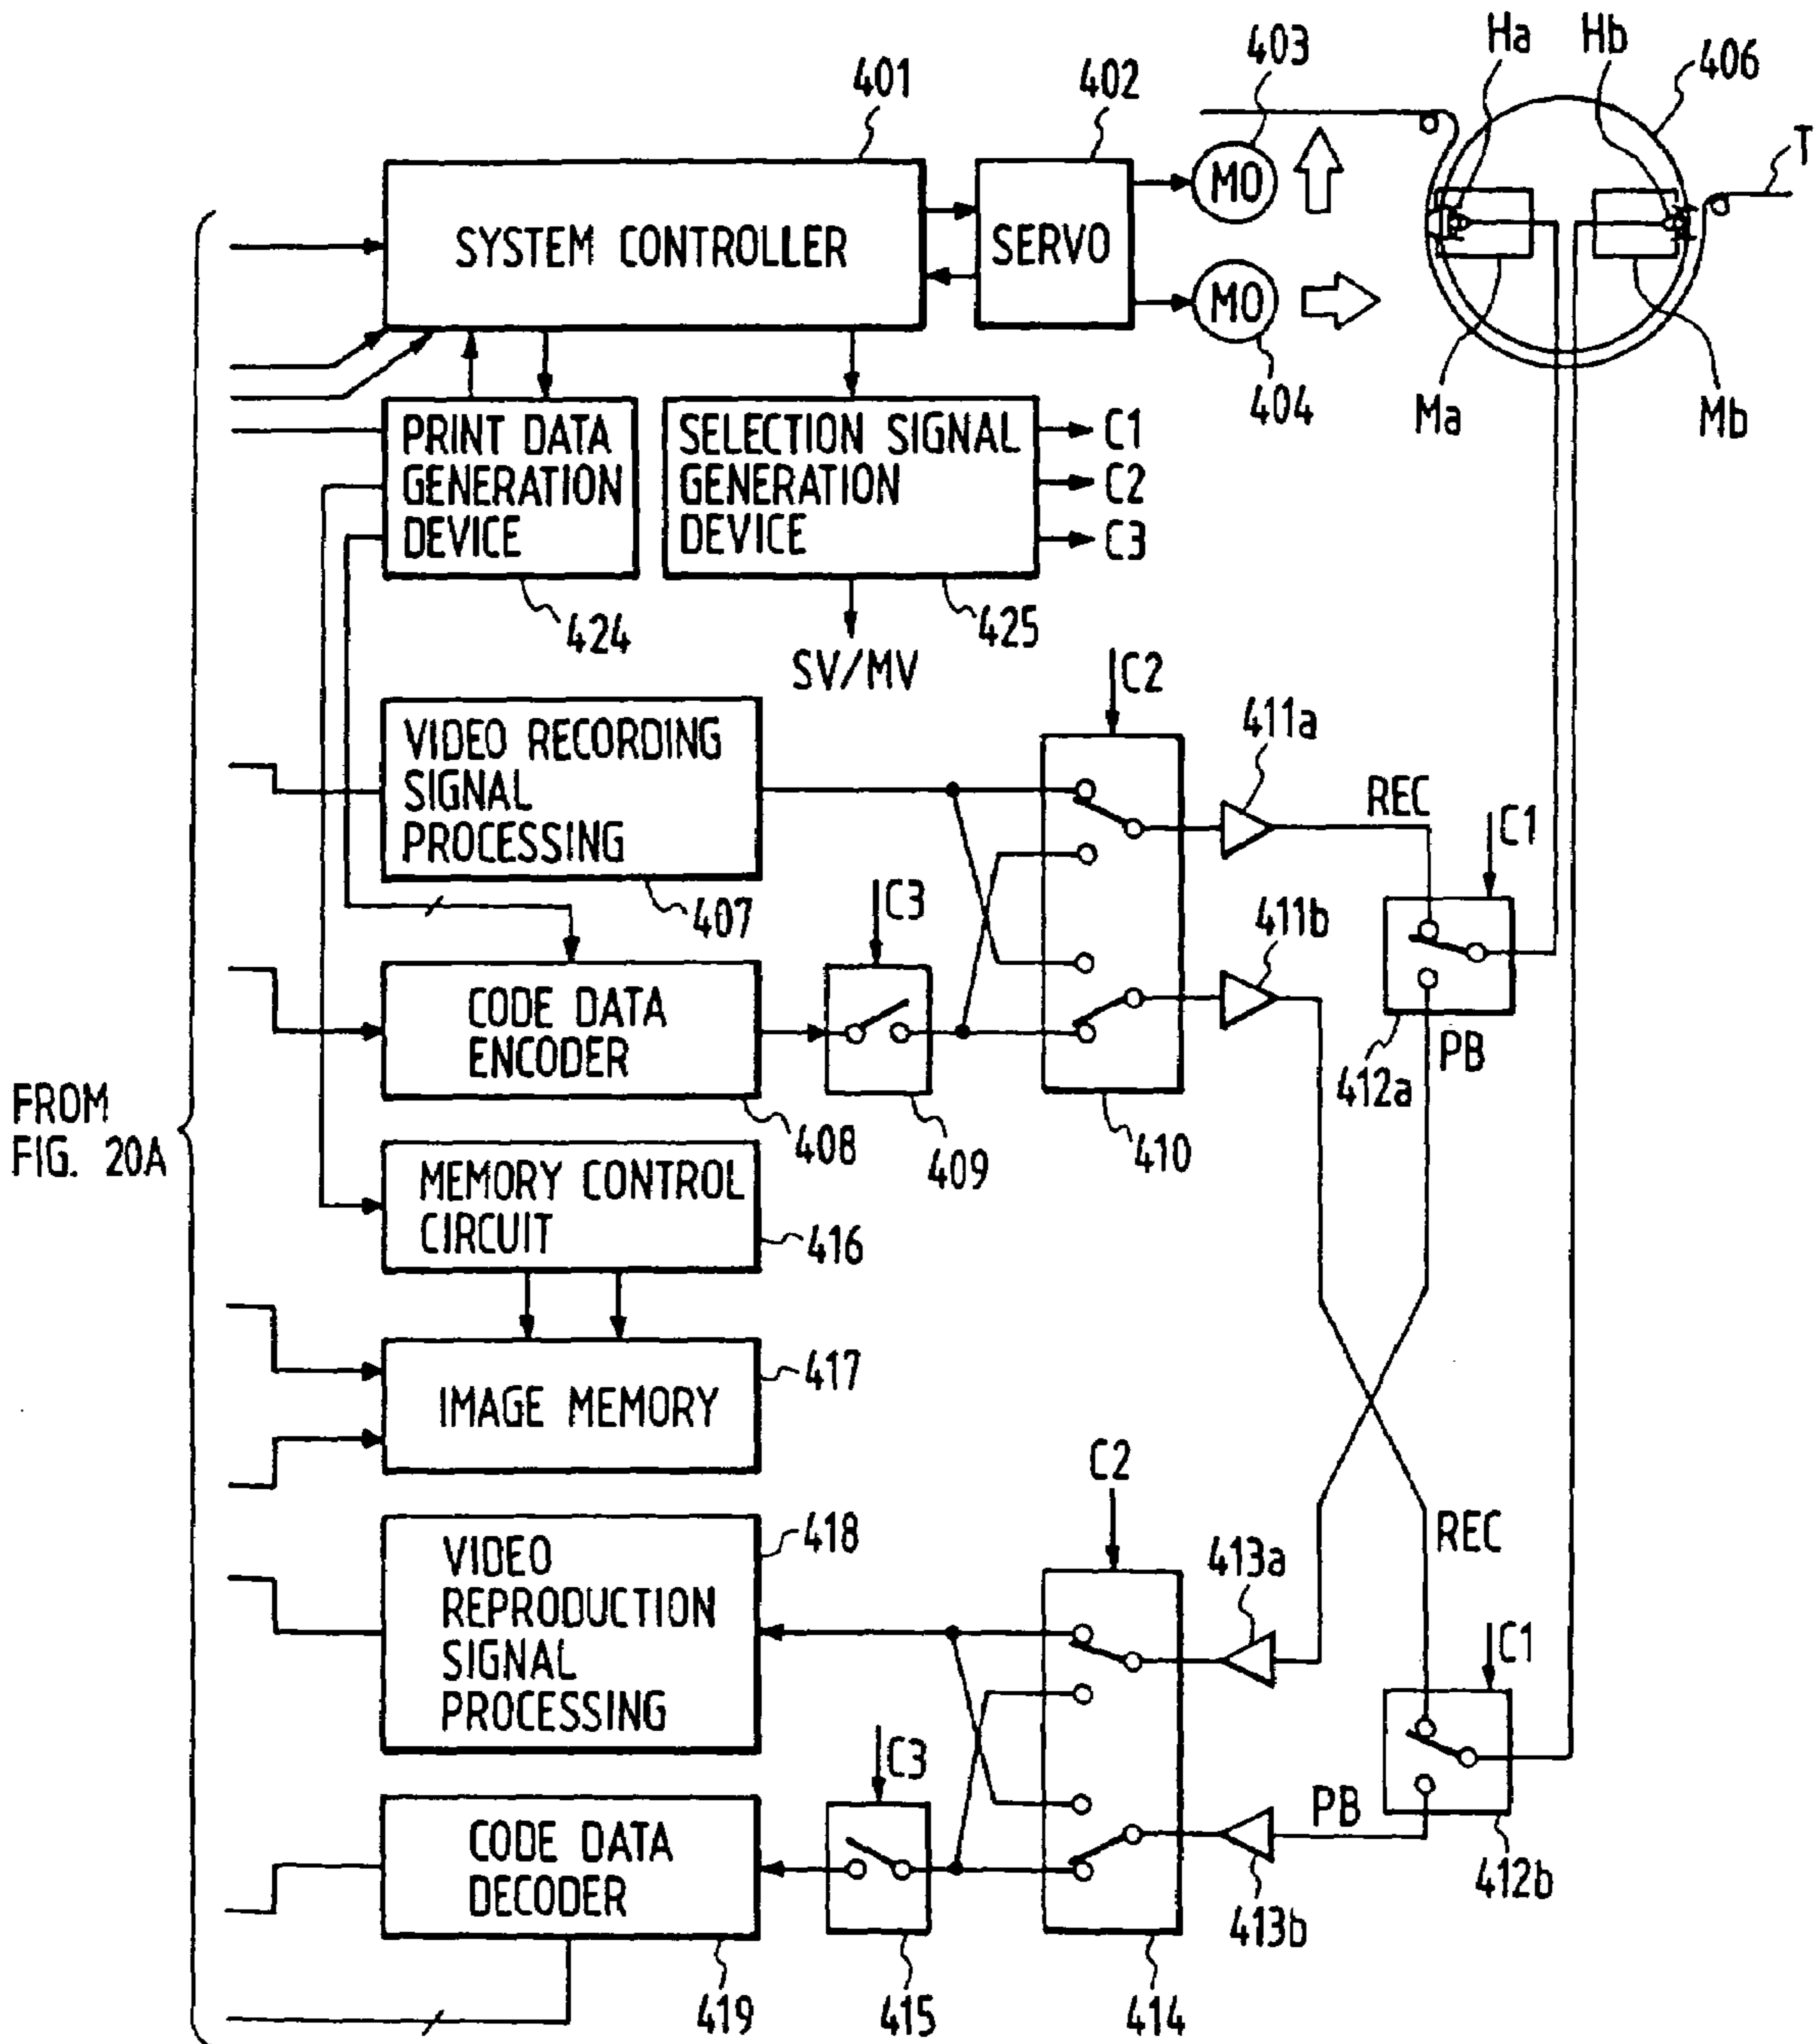 Ha
Hb
403
406
401
402
T
SYSTEM CONTROLLER
SERVO
MO
MO
404
Ma
Mb
PRINT DATA
GENERATION
DEVICE
424
SELECTION SIGNAL
GENERATION
DEVICE
425
C1
C2
C3
SV/MV
VIDEO RECORDING
SIGNAL
PROCESSING
407
C2
411a
REC
C1
C3
411b
CODE DATA
ENCODER
408
409
410
412a
PB
FROM
FIG. 20A
MEMORY CONTROL
CIRCUIT
416
IMAGE MEMORY
417
C2
REC
VIDEO
REPRODUCTION
SIGNAL
PROCESSING
418
413a
C1
C3
PB
CODE DATA
DECODER
419
415
414
413b
412b